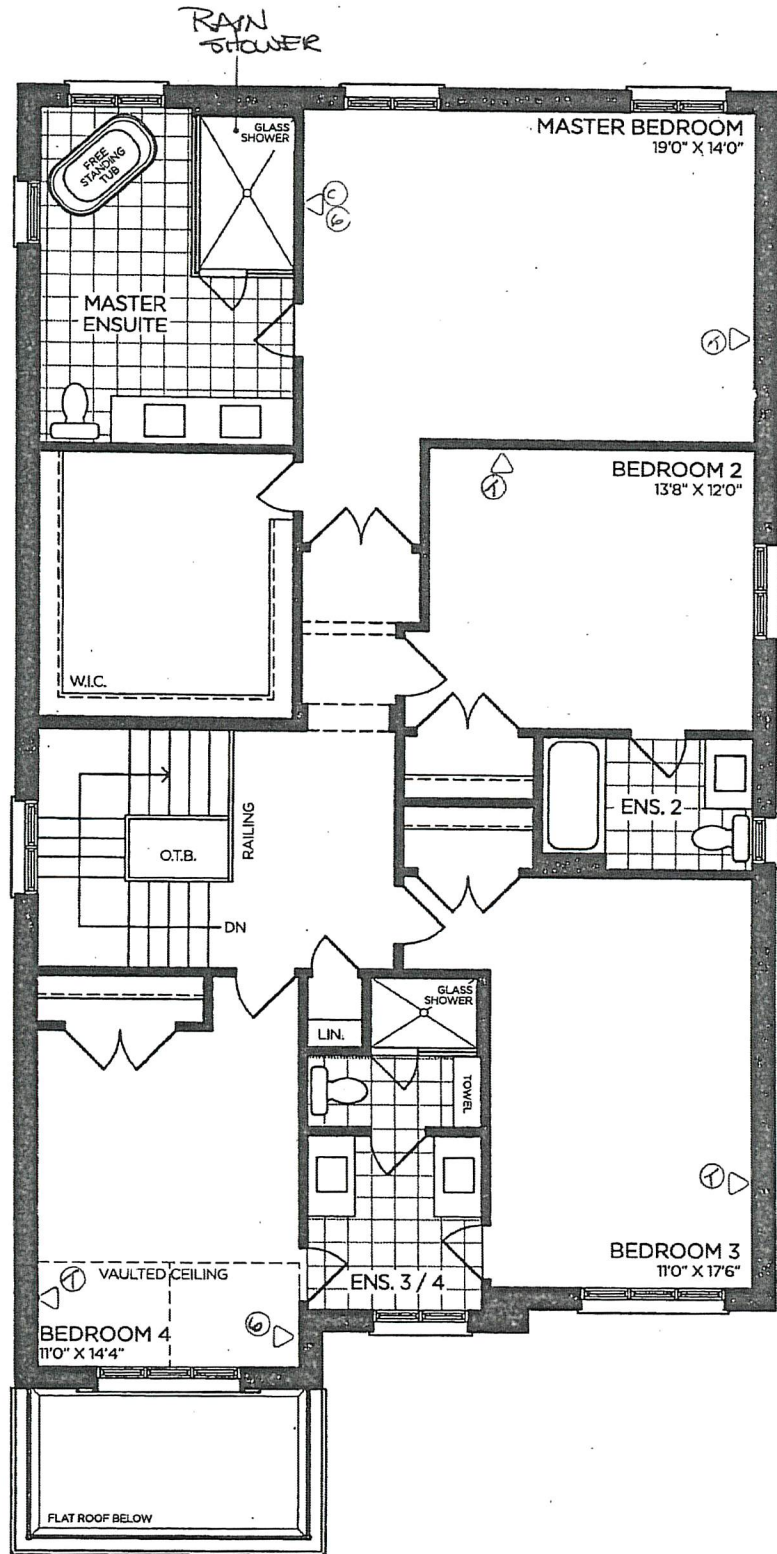 RAIN
SHOWER
GLASS
SHOWER
FREE
STANDING
TUB
MASTER BEDROOM
19'0" X 14'0"
C
6
MASTER
ENSUITE
T
T
BEDROOM 2
13'8" X 12'0"
W.I.C.
RAILING
O.T.B.
ENS. 2
DN
GLASS
SHOWER
LIN.
TOWEL
T
BEDROOM 3
11'0" X 17'6"
VAULTED CEILING
T
ENS. 3 / 4
6
BEDROOM 4
11'0" X 14'4"
FLAT ROOF BELOW